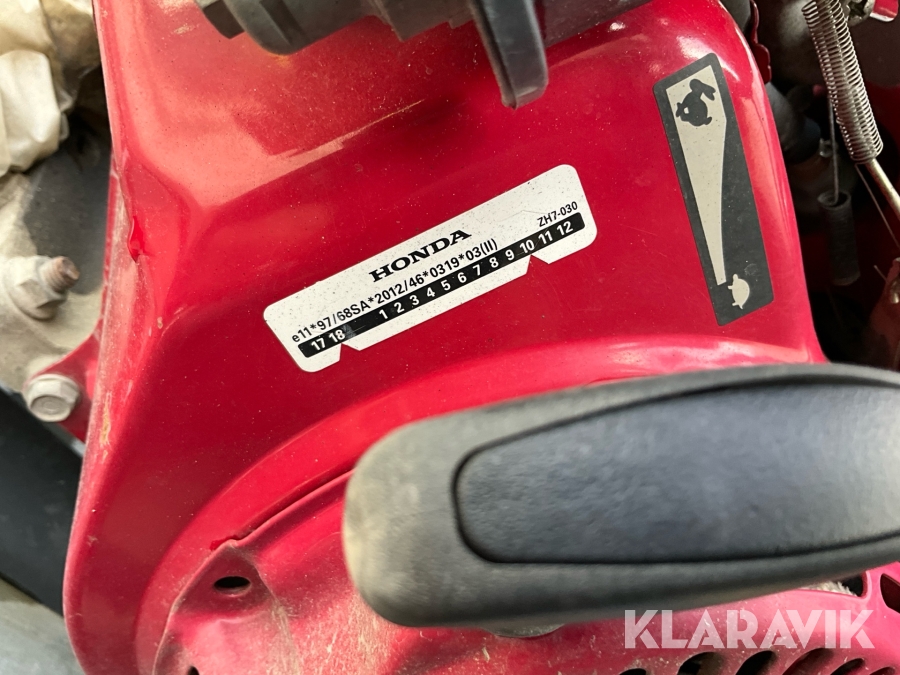 HONDA
ZH7-030
e11*97/68SA*2012/46*0319*03(II)
17 18 1 2 3 4 5 6 7 8 9 10 11 12
KLARAVIK